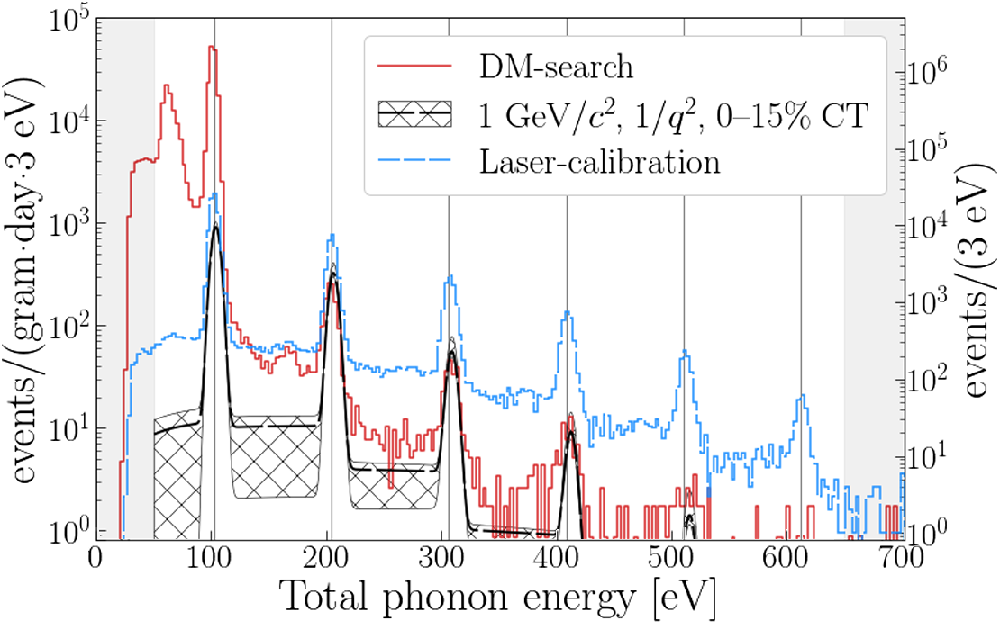 10⁵
10⁴
10³
10²
10¹
10⁰
events/(gram·day·3 eV)
DM-search
1 GeV/c², 1/q², 0–15% CT
Laser-calibration
10⁶
10⁵
10⁴
10³
10²
10¹
10⁰
events/(3 eV)
0 100 200 300 400 500 600 700
Total phonon energy [eV]